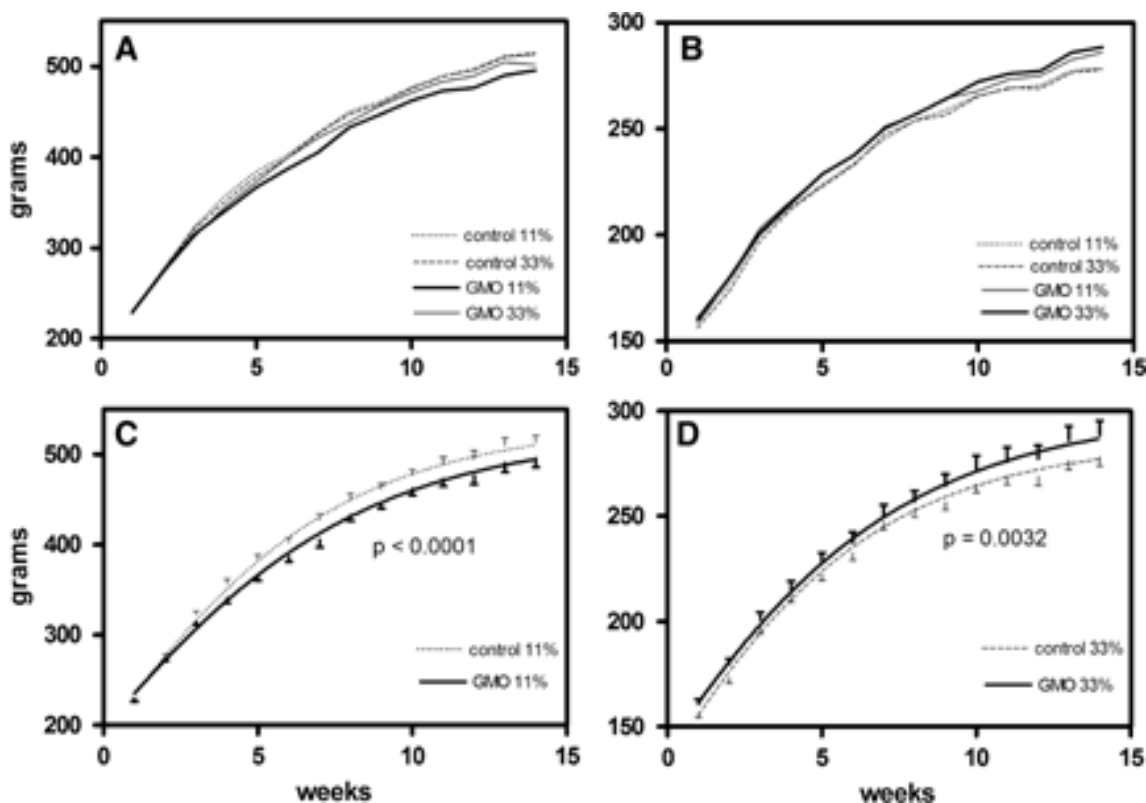 A
500
400
300
200
grams
0
5
10
15
control 11%
control 33%
GMO 11%
GMO 33%
B
300
250
200
150
0
5
10
15
control 11%
control 33%
GMO 11%
GMO 33%
C
500
400
300
200
grams
0
5
10
15
weeks
p < 0.0001
control 11%
GMO 11%
D
300
250
200
150
0
5
10
15
weeks
p = 0.0032
control 33%
GMO 33%